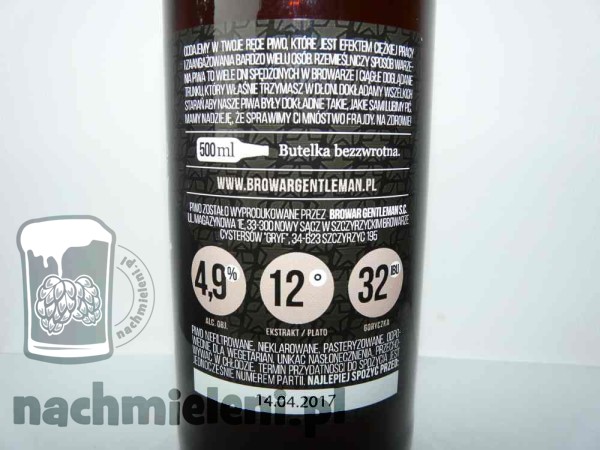 ODDAJEMY W TWOJE RĘCE PIWO, KTÓRE JEST EFEKTEM CIĘŻKIEJ PRACY
I ZAANGAŻOWANIA BARDZO WIELU OSÓB. RZEMIEŚLNICZY SPOSÓB WARZE-
NIA PIWA TO WIELE DNI SPĘDZONYCH W BROWARZE I CIĄGŁE DOGLĄDANIE
TRUNKU, KTÓRY WŁAŚNIE TRZYMASZ W DŁONI. DOKŁADAMY WSZELKICH
STARAŃ ABY NASZE PIWA BYŁY DOKŁADNIE TAKIE, JAKIE SAMI LUBIMY PIĆ.
MAMY NADZIEJĘ, ŻE SPRAWIMY CI MNÓSTWO FRAJDY. NA ZDROWIE!
500ml Butelka bezzwrotna.
WWW.BROWARGENTLEMAN.PL
PIWO ZOSTAŁO WYPRODUKOWANE PRZEZ BROWAR GENTLEMAN S.C.
UL. MAGAZYNOWA 1E, 33-300 NOWY SĄCZ W SZCZYRZYCKIM BROWARZE
CYSTERSÓW "GRYF", 34-623 SZCZYRZYC 195
4,9% 12° 32 IBU
ALC. OBJ. EKSTRAKT / PLATO GORYCZKA
PIWO NIEFILTROWANE, NIEKLAROWANE, PASTERYZOWANE, ODPO-
WIEDNIE DLA WEGETARIAN. UNIKAĆ NASŁONECZNIENIA, PRZECHO-
WYWAĆ W CHŁODZIE. TERMIN PRZYDATNOŚCI DO SPOŻYCIA JEST
JEDNOCZEŚNIE NUMEREM PARTII. NAJLEPIEJ SPOŻYĆ PRZED:
14.04.2017
nachmieleni.pl
nachmieleni.pl